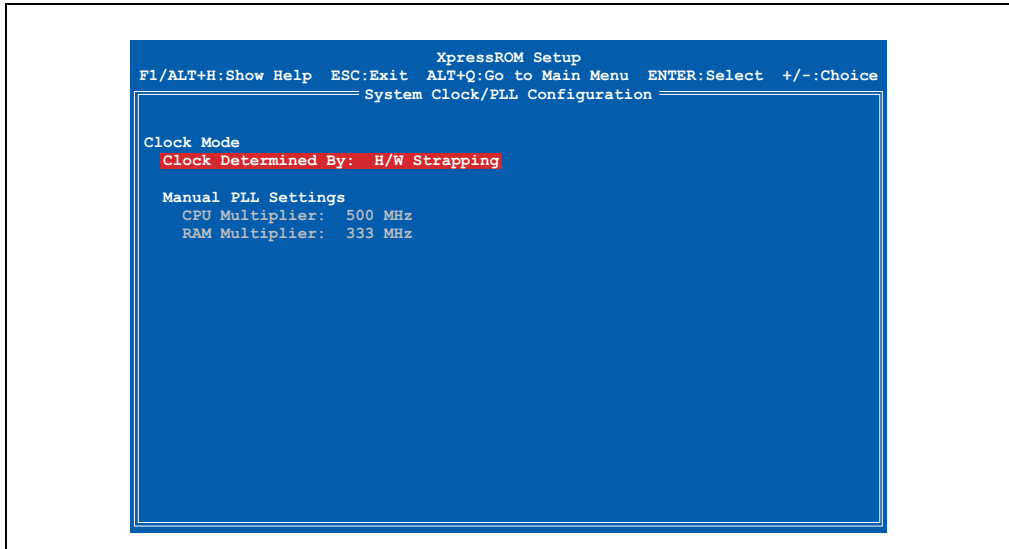 XpressROM Setup
F1/ALT+H:Show Help ESC:Exit ALT+Q:Go to Main Menu ENTER:Select +/-:Choice
System Clock/PLL Configuration
Clock Mode
Clock Determined By: H/W Strapping
Manual PLL Settings
CPU Multiplier: 500 MHz
RAM Multiplier: 333 MHz